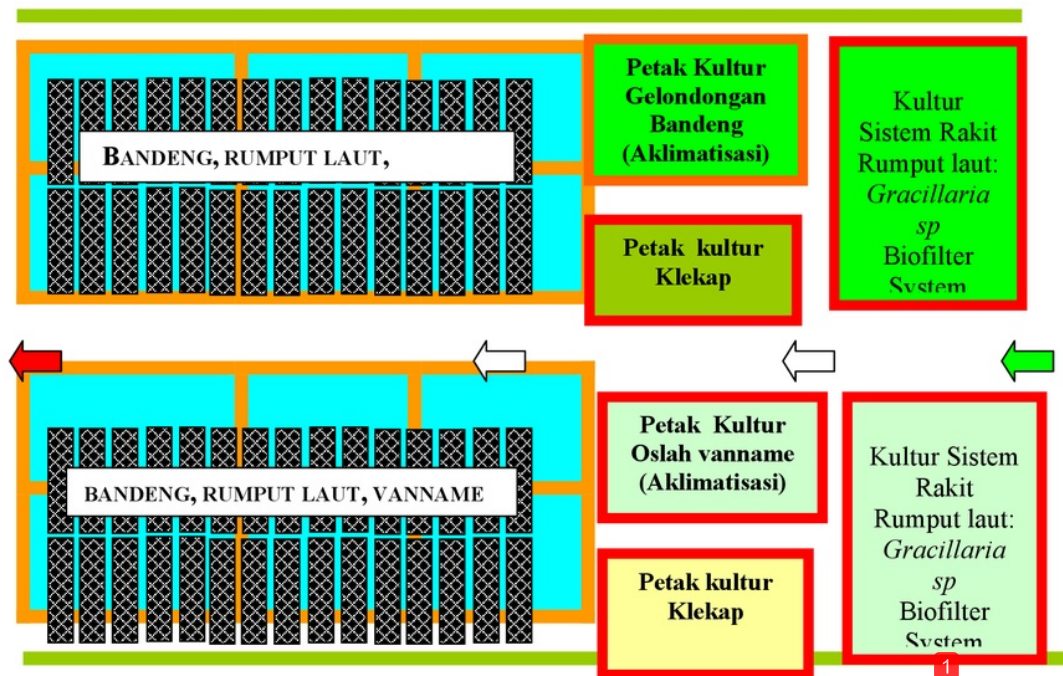 BANDENG, RUMPUT LAUT,
Petak Kultur
Gelondongan
Bandeng
(Aklimatisasi)
Petak kultur
Klekap
Kultur
Sistem Rakit
Rumput laut:
Gracillaria
sp
Biofilter
System
BANDENG, RUMPUT LAUT, VANNAME
Petak Kultur
Oslah vanname
(Aklimatisasi)
Petak kultur
Klekap
Kultur Sistem
Rakit
Rumput laut:
Gracillaria
sp
Biofilter
System
1